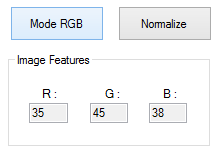 Mode RGB Normalize
Image Features
R : G : B :
35 45 38